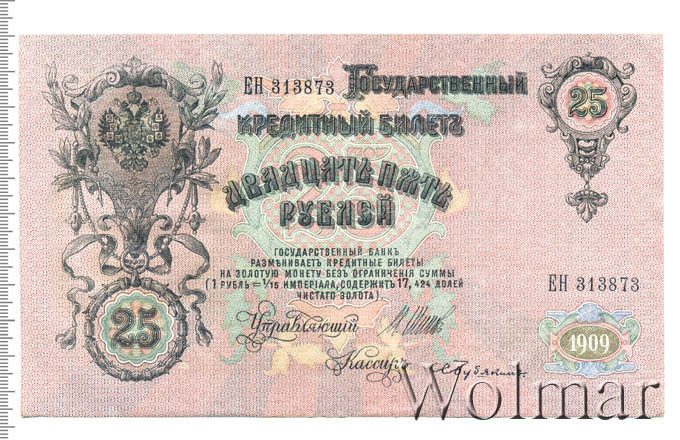 ЕН 313873 Государственный
Кредитный Билетъ
25
Двадцать Пять
Рублей
Государственный Банкъ
размѣниваетъ кредитные билеты
на золотую монету безъ ограниченія суммы
(1 рубль = 1/15 империала, содержитъ 17, 424 долей
чистаго золота)
ЕН 313873
25
Управляющій
1909
Кассиръ
Wolmar